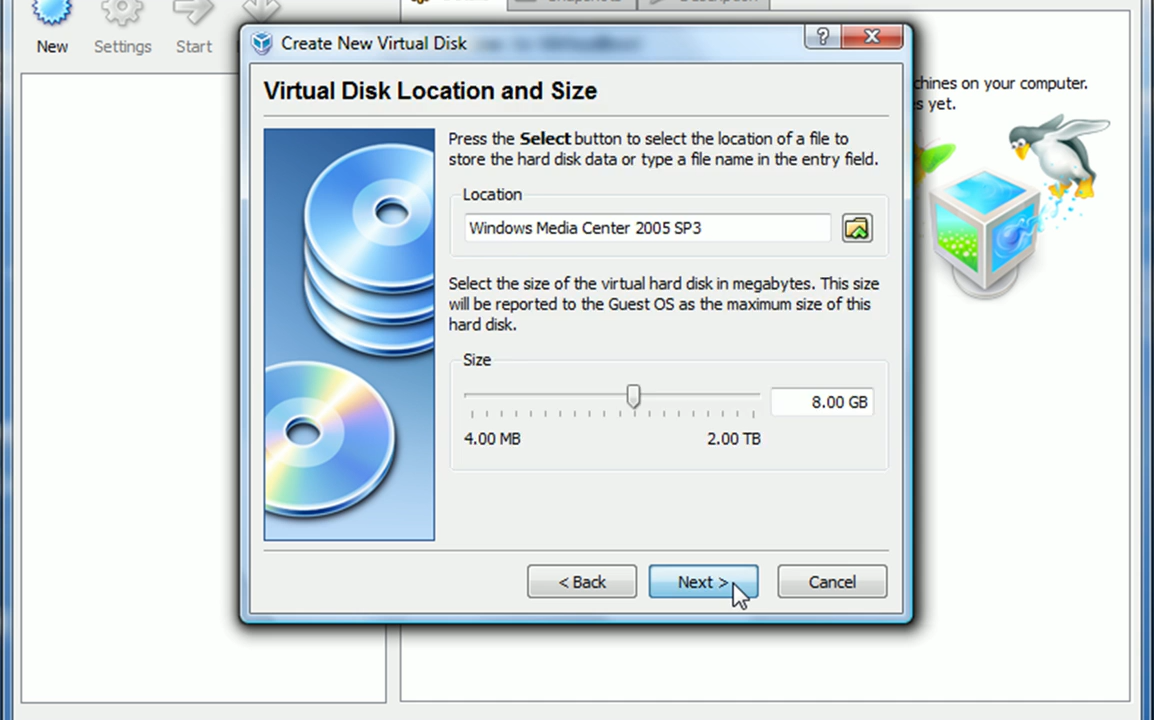 New
Settings
Start
Create New Virtual Disk
?
Virtual Disk Location and Size
chines on your computer.
s yet.
Press the Select button to select the location of a file to
store the hard disk data or type a file name in the entry field.
Location
Windows Media Center 2005 SP3
Select the size of the virtual hard disk in megabytes. This size
will be reported to the Guest OS as the maximum size of this
hard disk.
Size
8.00 GB
4.00 MB
2.00 TB
< Back
Next >
Cancel